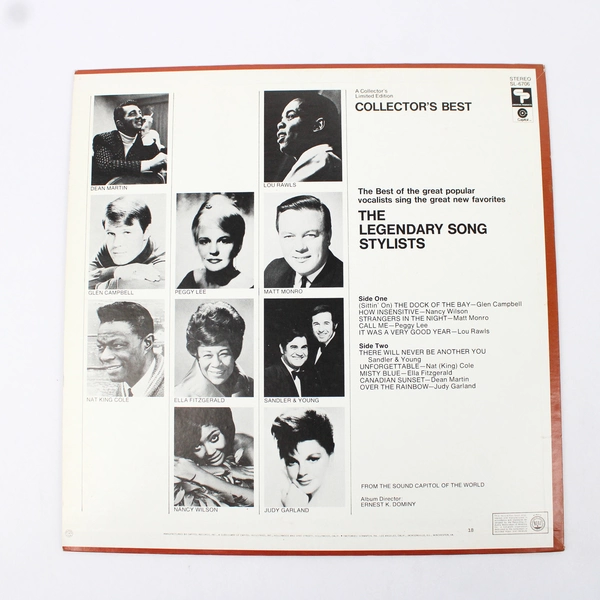 STEREO
SL-6706
A Collector's
Limited Edition
COLLECTOR'S BEST
DEAN MARTIN
LOU RAWLS
The Best of the great popular
vocalists sing the great new favorites
THE
LEGENDARY SONG
STYLISTS
GLEN CAMPBELL
PEGGY LEE
MATT MONRO
Side One
(Sittin' On) THE DOCK OF THE BAY—Glen Campbell
HOW INSENSITIVE—Nancy Wilson
STRANGERS IN THE NIGHT—Matt Monro
CALL ME—Peggy Lee
IT WAS A VERY GOOD YEAR—Lou Rawls
Side Two
THERE WILL NEVER BE ANOTHER YOU
Sandler & Young
UNFORGETTABLE—Nat (King) Cole
MISTY BLUE—Ella Fitzgerald
CANADIAN SUNSET—Dean Martin
OVER THE RAINBOW—Judy Garland
NAT KING COLE
ELLA FITZGERALD
SANDLER & YOUNG
NANCY WILSON
JUDY GARLAND
FROM THE SOUND CAPITOL OF THE WORLD
Album Director
ERNEST K. DOMINY